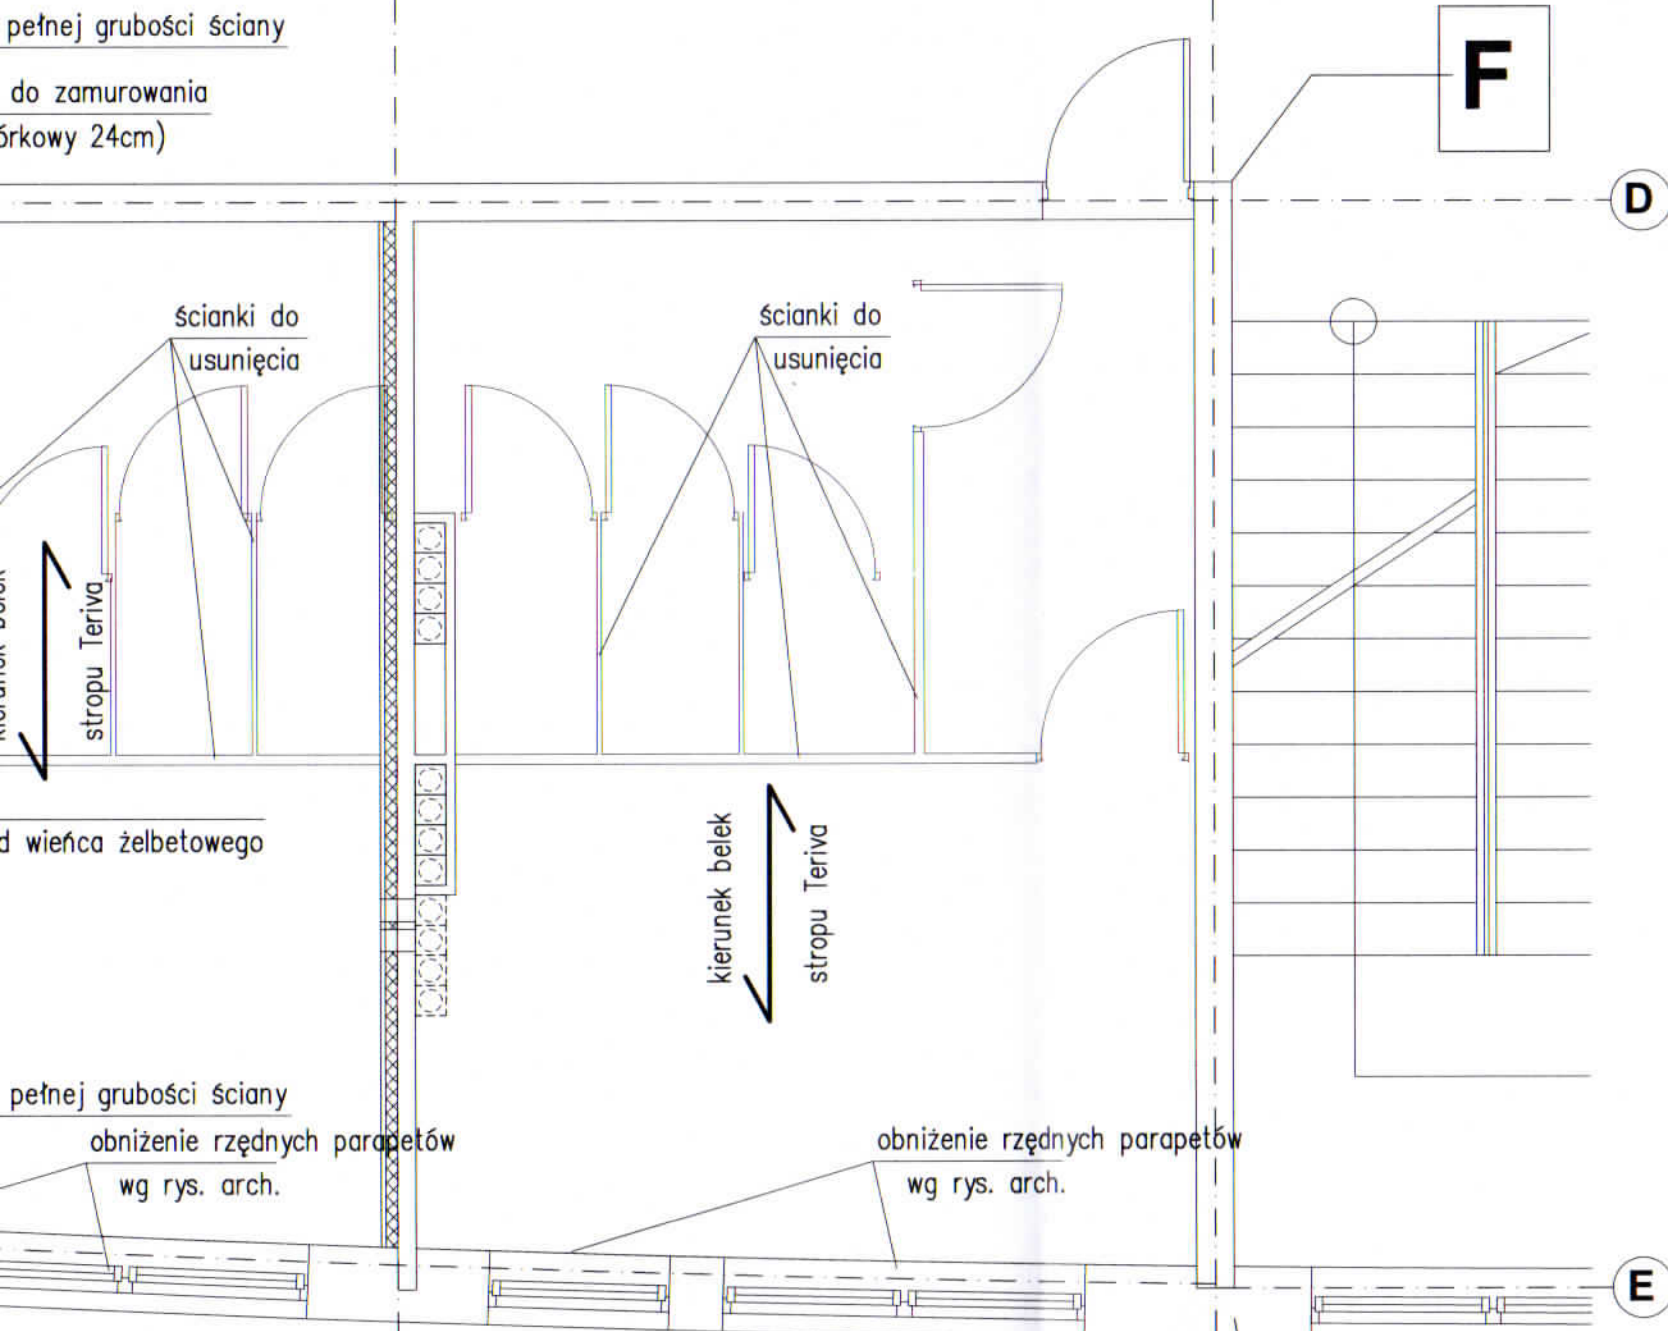 pełnej grubości ściany
do zamurowania
24cm)
F
D
ścianki do
usunięcia
ścianki do
usunięcia
stropu Teriva
wieńca żelbetowego
kierunek belek
stropu Teriva
pełnej grubości ściany
obniżenie rzędnych parapetów
wg rys. arch.
obniżenie rzędnych parapetów
wg rys. arch.
E